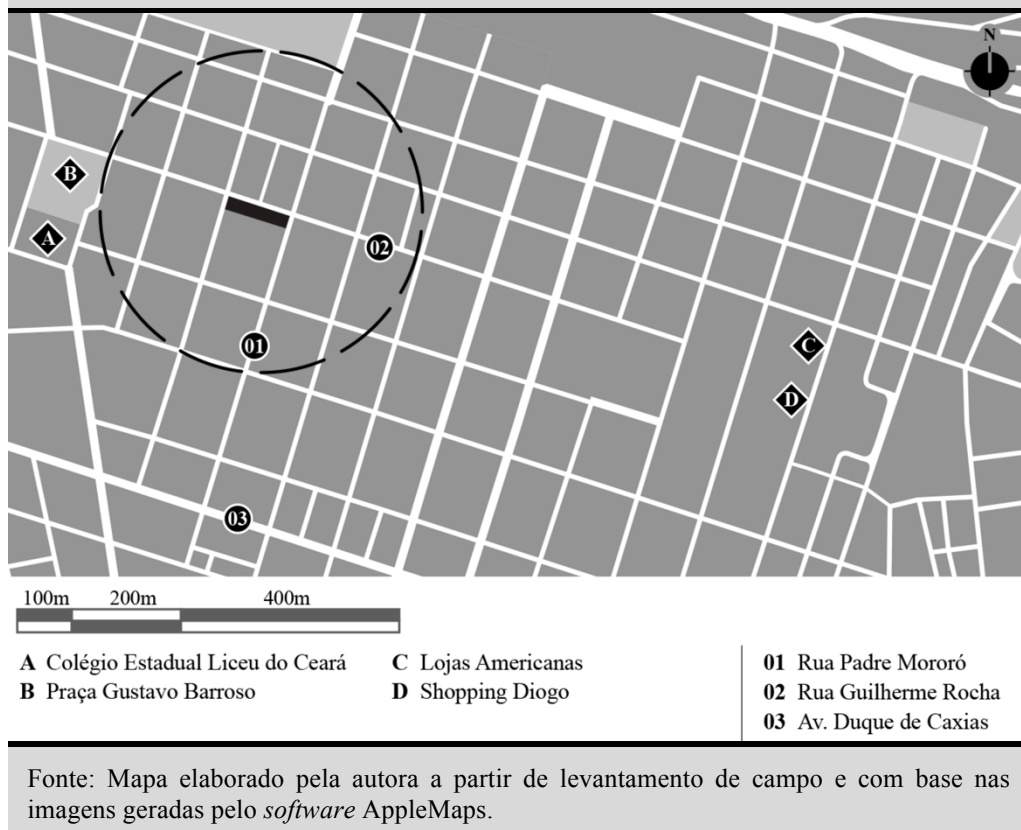 N
B
A
02
01
C
D
03
100m 200m 400m
A Colégio Estadual Liceu do Ceará
B Praça Gustavo Barroso
C Lojas Americanas
D Shopping Diogo
01 Rua Padre Mororó
02 Rua Guilherme Rocha
03 Av. Duque de Caxias
Fonte: Mapa elaborado pela autora a partir de levantamento de campo e com base nas
imagens geradas pelo software AppleMaps.